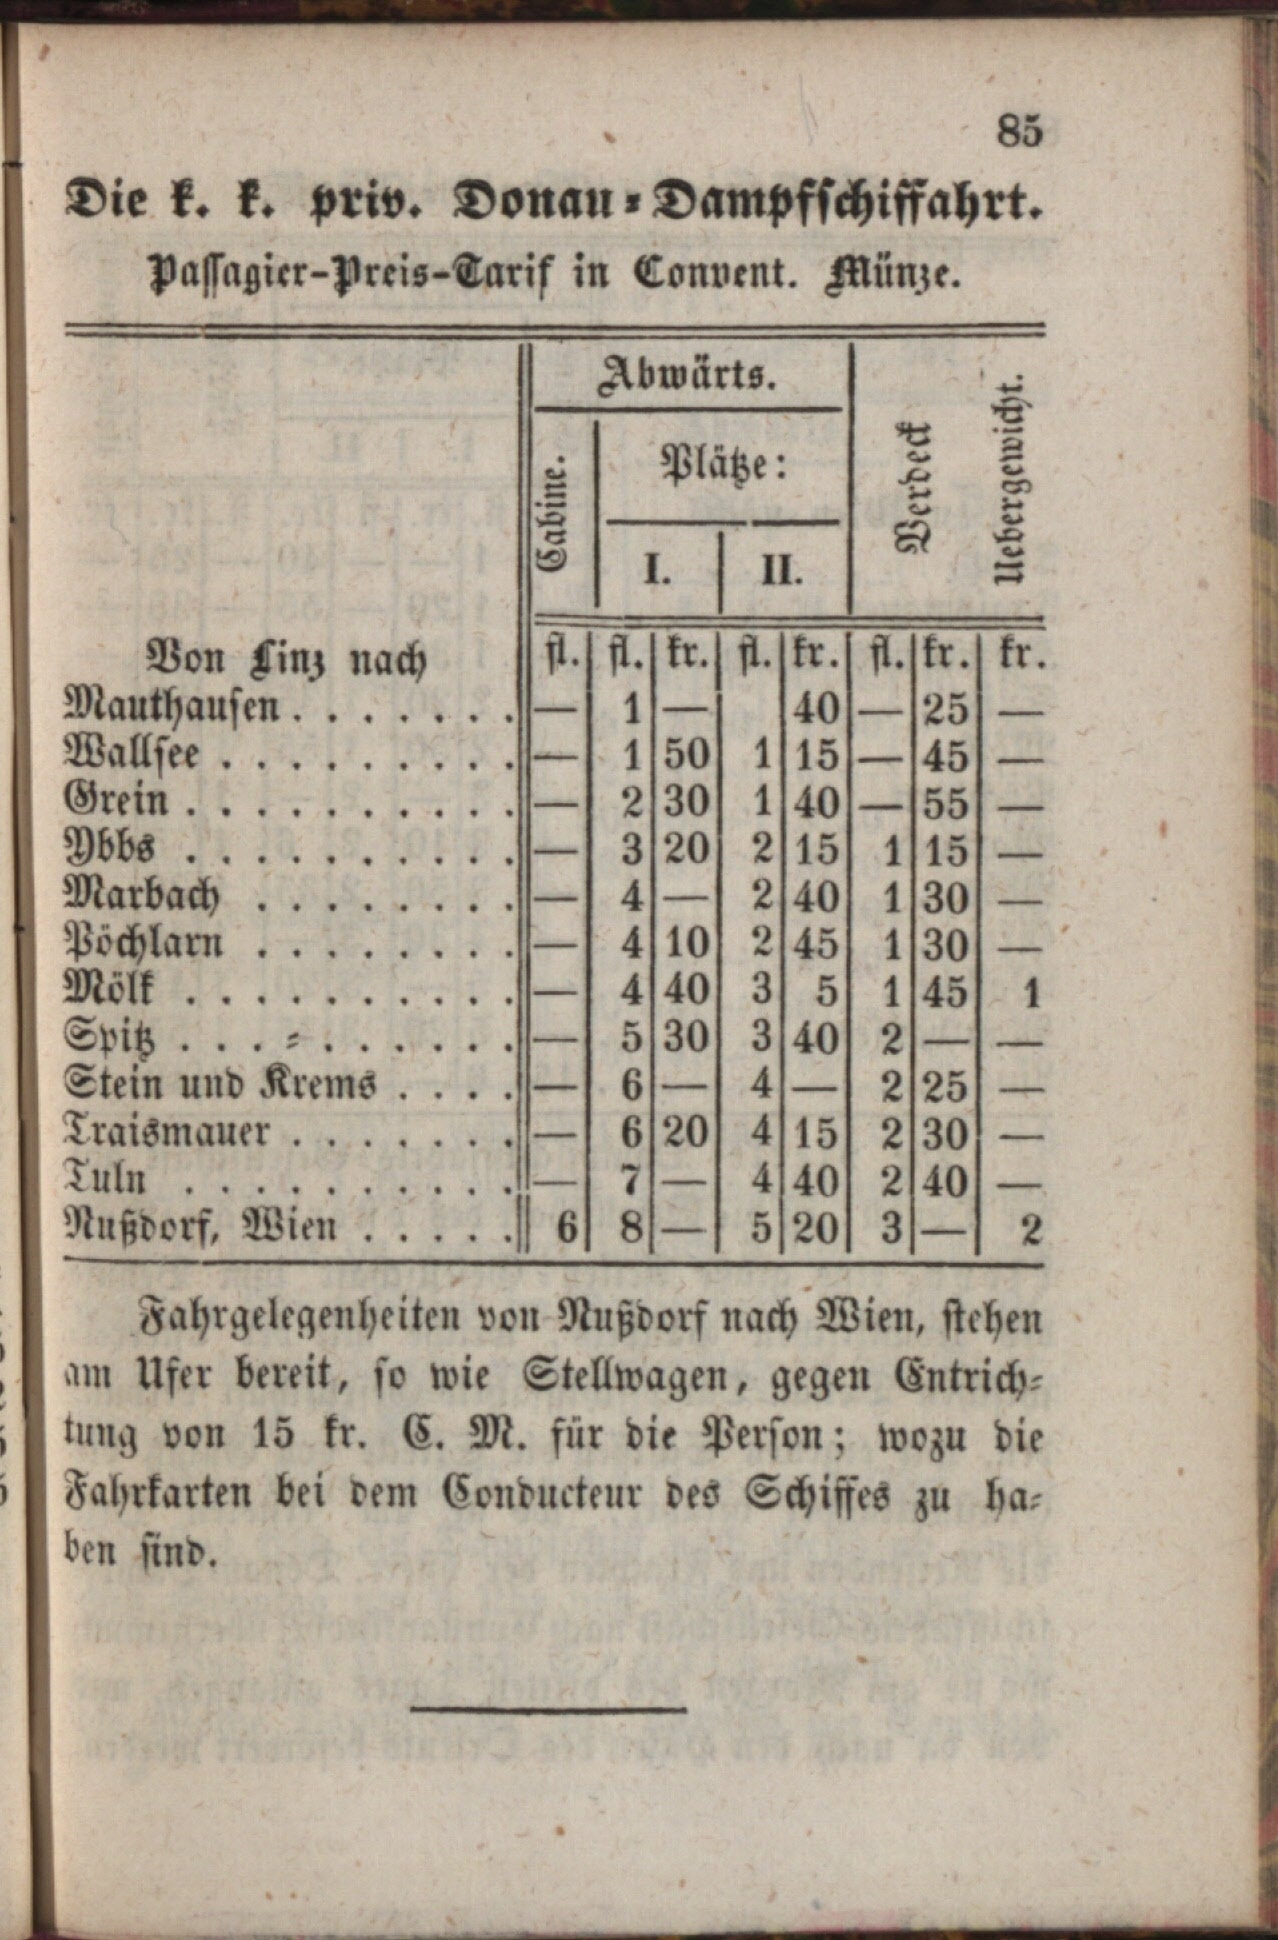 85
Die k. k. priv. Donau-Dampfschiffahrt.
Passagier-Preis-Tarif in Convent. Münze.
Abwärts.
Cabine.
Plätze:
I. II.
Verdeck
Uebergewicht.
Von Linz nach fl. fl. kr. fl. kr. fl. kr. kr.
Mauthausen . . . . . . . — 1 — 40 — 25 —
Wallsee . . . . . . . . . — 1 50 1 15 — 45 —
Grein . . . . . . . . . . — 2 30 1 40 — 55 —
Ybbs . . . . . . . . . . — 3 20 2 15 1 15 —
Marbach . . . . . . . . — 4 — 2 40 1 30 —
Pöchlarn . . . . . . . . — 4 10 2 45 1 30 —
Mölk . . . . . . . . . . — 4 40 3 5 1 45 1
Spitz . . . . . . . . . . — 5 30 3 40 2 — —
Stein und Krems . . . . — 6 — 4 — 2 25 —
Traismauer . . . . . . . — 6 20 4 15 2 30 —
Tuln . . . . . . . . . . — 7 — 4 40 2 40 —
Nußdorf, Wien . . . . . 6 8 — 5 20 3 — 2
Fahrgelegenheiten von Nußdorf nach Wien, stehen
am Ufer bereit, so wie Stellwagen, gegen Entrich-
tung von 15 kr. C. M. für die Person; wozu die
Fahrkarten bei dem Conducteur des Schiffes zu ha-
ben sind.